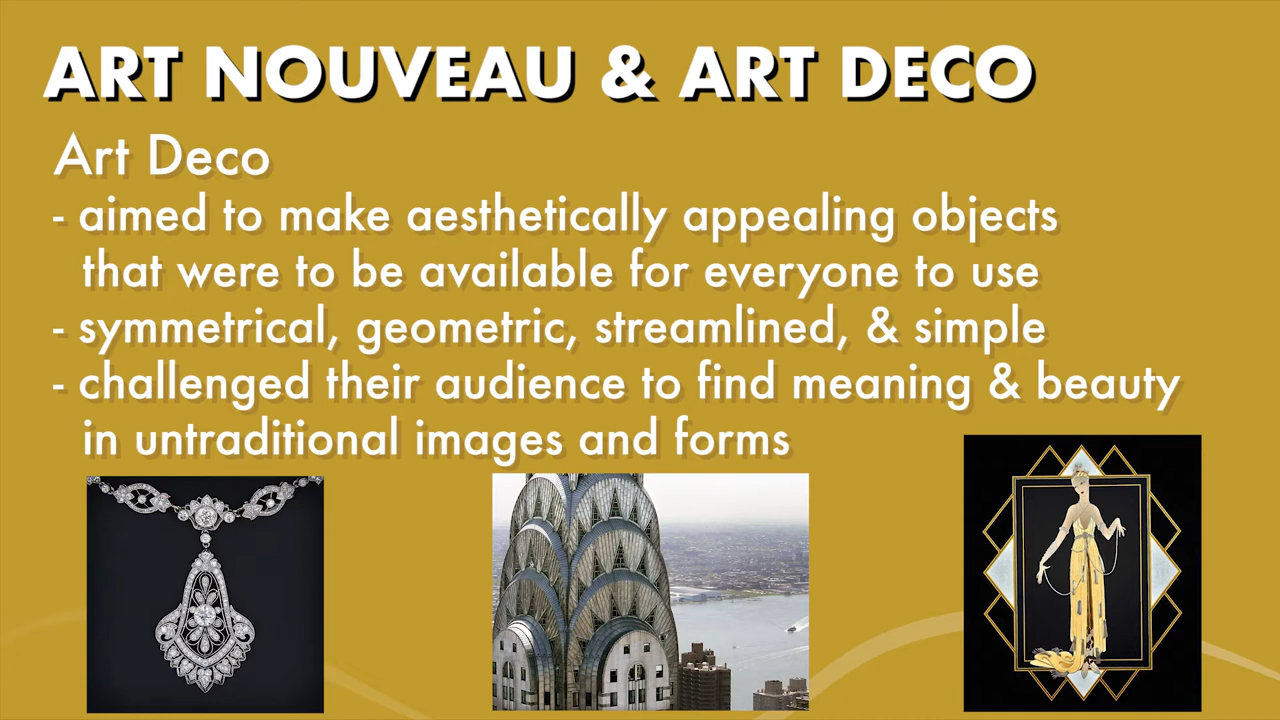 ART NOUVEAU & ART DECO
Art Deco
- aimed to make aesthetically appealing objects
that were to be available for everyone to use
- symmetrical, geometric, streamlined, & simple
- challenged their audience to find meaning & beauty
in untraditional images and forms